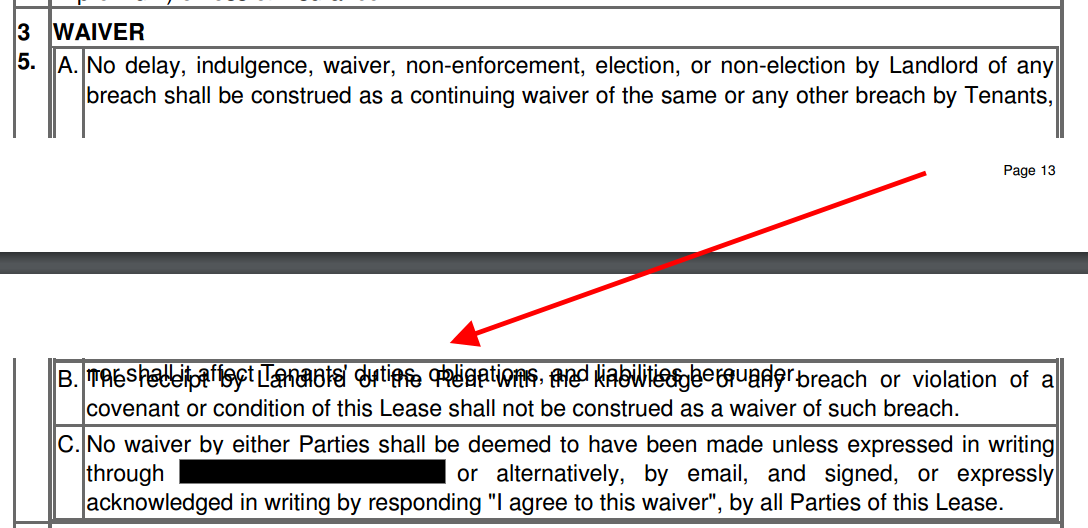 3 WAIVER
5. A. No delay, indulgence, waiver, non-enforcement, election, or non-election by Landlord of any
breach shall be construed as a continuing waiver of the same or any other breach by Tenants,
Page 13
nor shall it affect Tenants' duties, obligations, and liabilities hereunder.
B. The receipt by Landlord of the Rent with the knowledge of any breach or violation of a
covenant or condition of this Lease shall not be construed as a waiver of such breach.
C. No waiver by either Parties shall be deemed to have been made unless expressed in writing
through or alternatively, by email, and signed, or expressly
acknowledged in writing by responding "I agree to this waiver", by all Parties of this Lease.